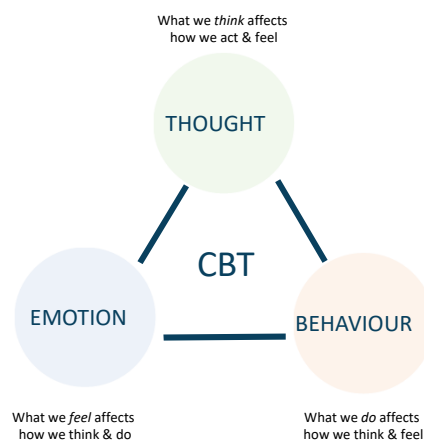 What we think affects
how we act & feel
THOUGHT
CBT
EMOTION
BEHAVIOUR
What we feel affects
how we think & do
What we do affects
how we think & feel